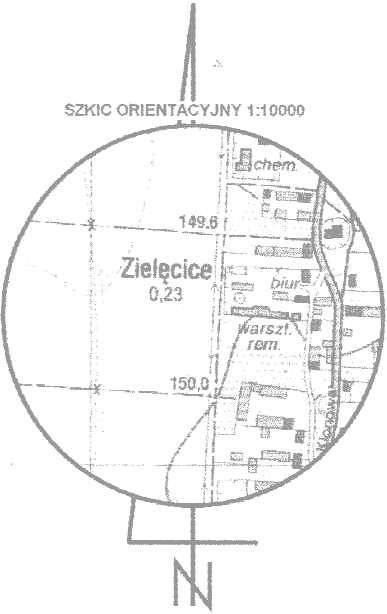 SZKIC ORIENTACYJNY 1:10000
chem.
149.6
Zielęcice
0,23
biur.
warszt.
rem.
150,0
N